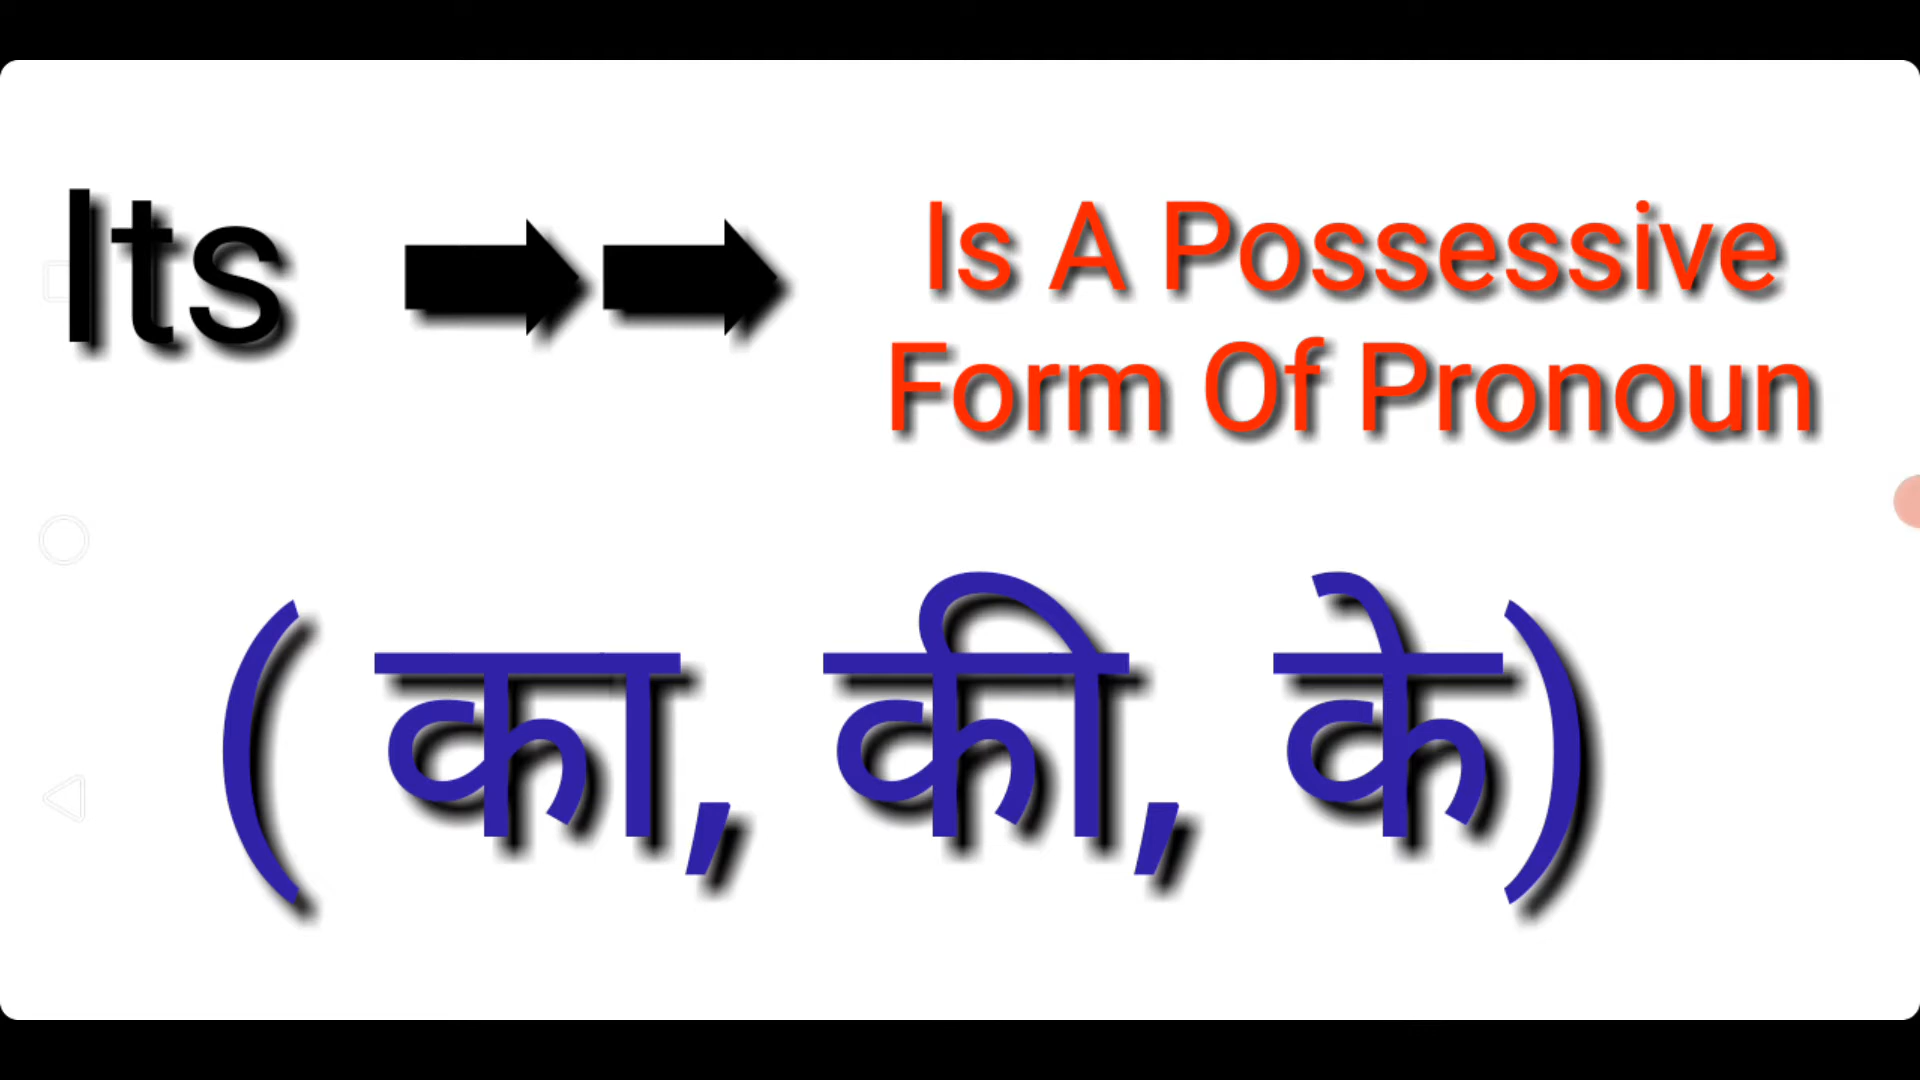 Its
Is A Possessive
Form Of Pronoun
( का, की, के)